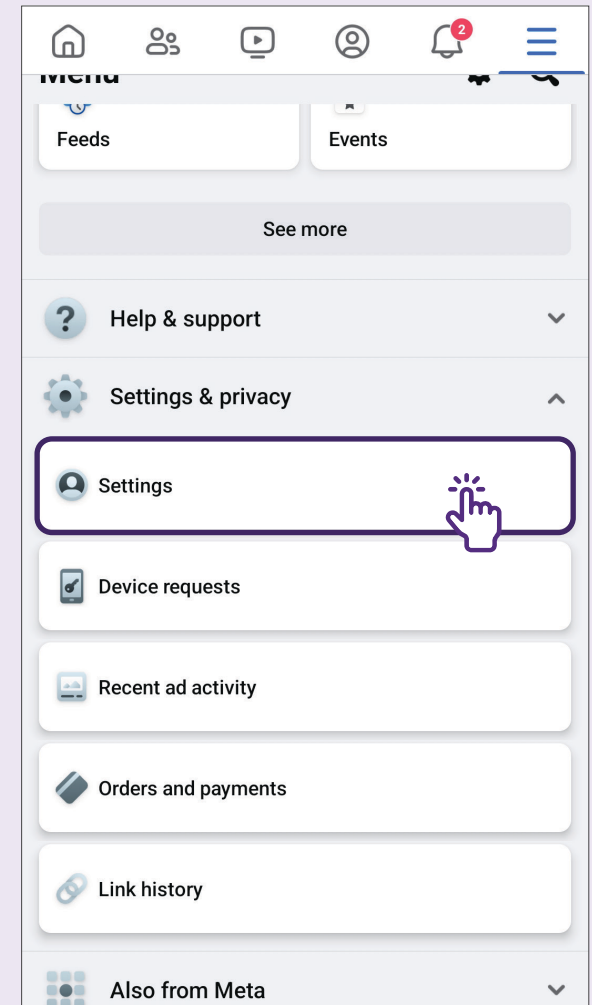 2
Menu
Feeds
Events
See more
Help & support
Settings & privacy
Settings
Device requests
Recent ad activity
Orders and payments
Link history
Also from Meta